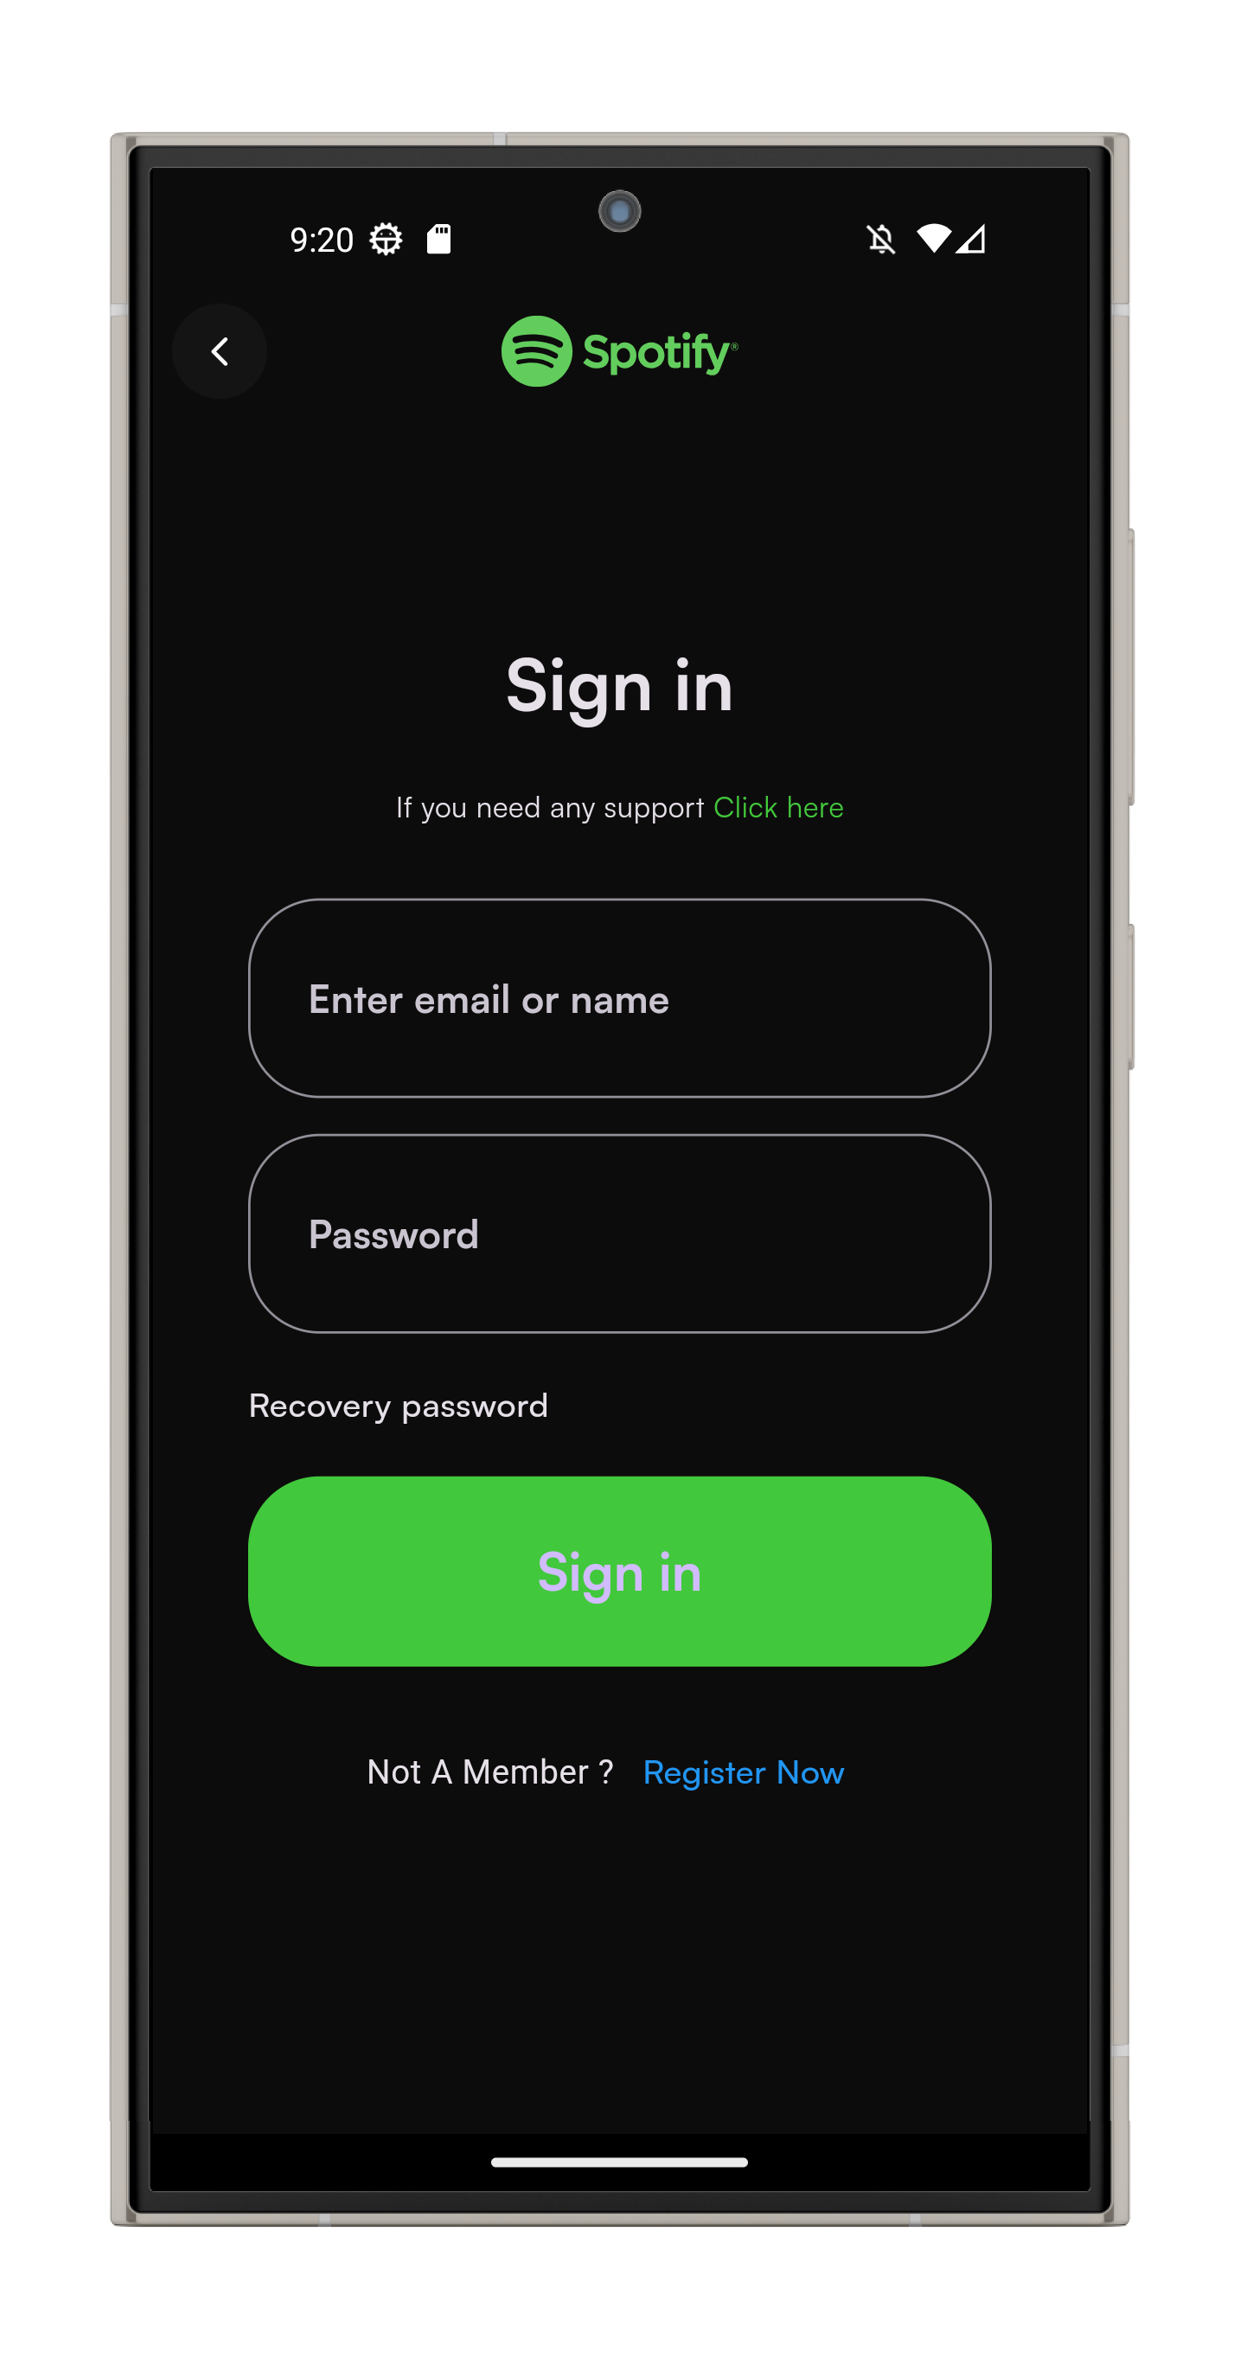 9:20
Spotify®
Sign in
If you need any support Click here
Enter email or name
Password
Recovery password
Sign in
Not A Member ? Register Now